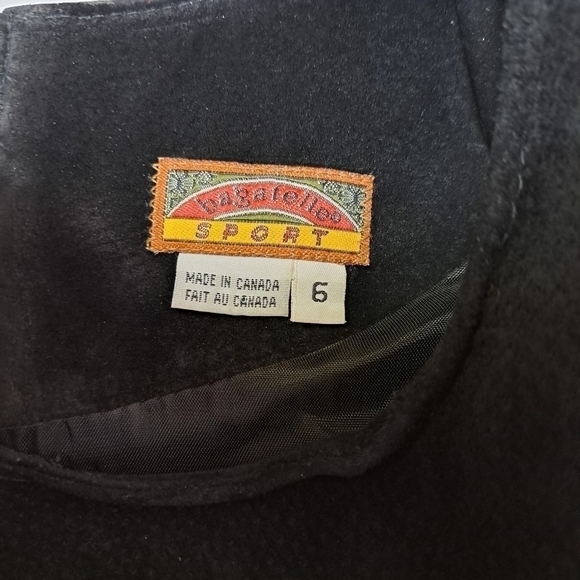 bagatelle®
SPORT
MADE IN CANADA
FAIT AU CANADA
6